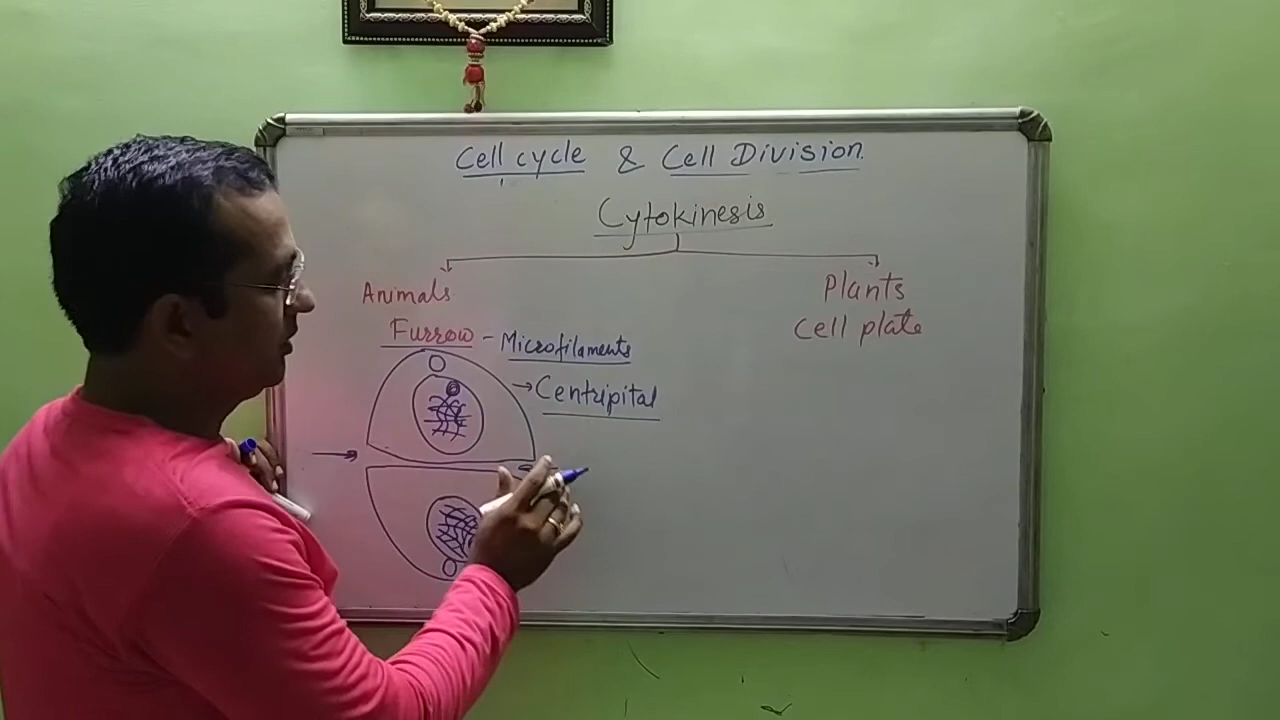 Cell cycle & Cell Division
Cytokinesis
Animals
Plants
Furrow - Microfilaments
cell plate
→ Centripital